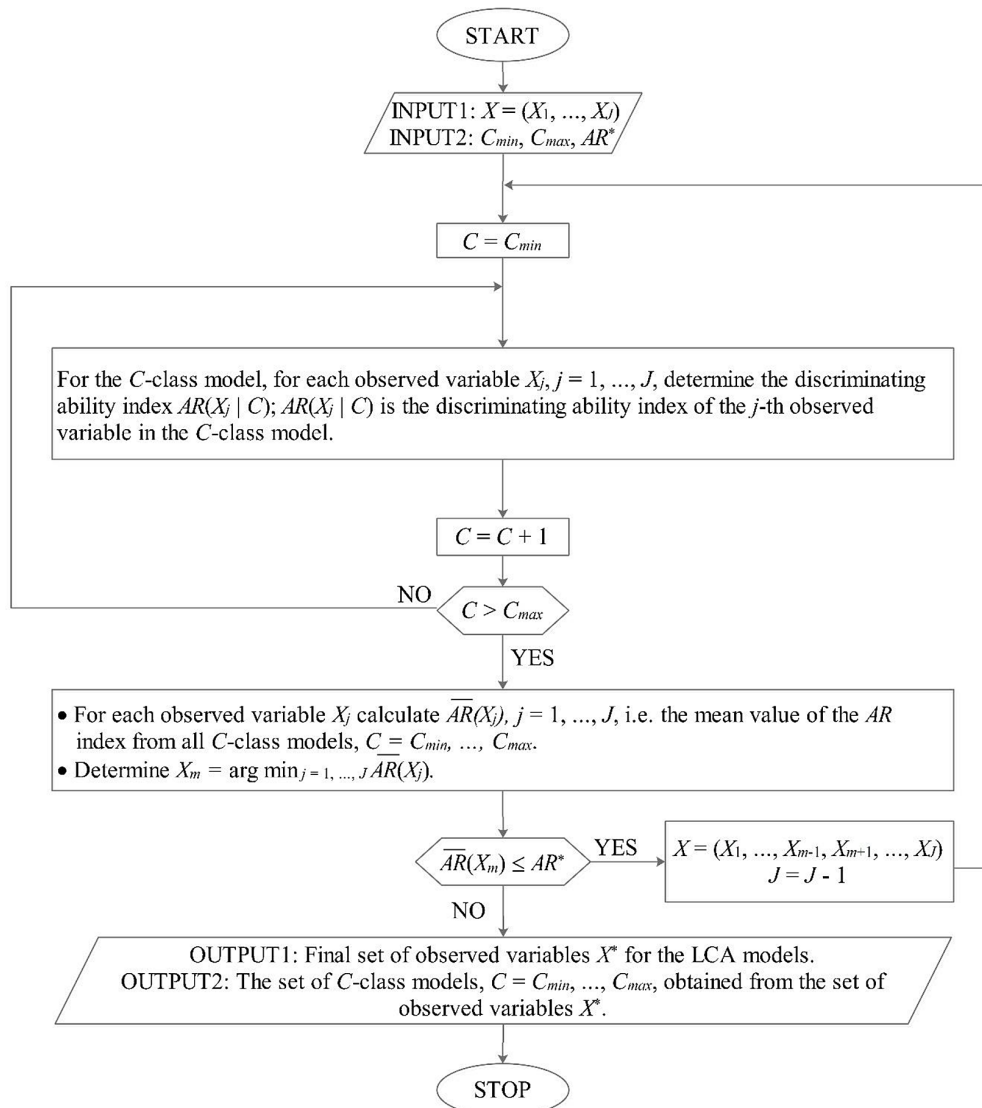 START
INPUT1: X = (X1, ..., XJ)
INPUT2: Cmin, Cmax, AR*
C = Cmin
For the C-class model, for each observed variable Xj, j = 1, ..., J, determine the discriminating
ability index AR(Xj | C); AR(Xj | C) is the discriminating ability index of the j-th observed
variable in the C-class model.
C = C + 1
NO
C > Cmax
YES
• For each observed variable Xj calculate A̅R̅(Xj), j = 1, ..., J, i.e. the mean value of the AR
index from all C-class models, C = Cmin, ..., Cmax.
• Determine Xm = arg min j = 1, ..., J A̅R̅(Xj).
A̅R̅(Xm) ≤ AR*
YES
X = (X1, ..., Xm-1, Xm+1, ..., XJ)
J = J - 1
NO
OUTPUT1: Final set of observed variables X* for the LCA models.
OUTPUT2: The set of C-class models, C = Cmin, ..., Cmax, obtained from the set of
observed variables X*.
STOP